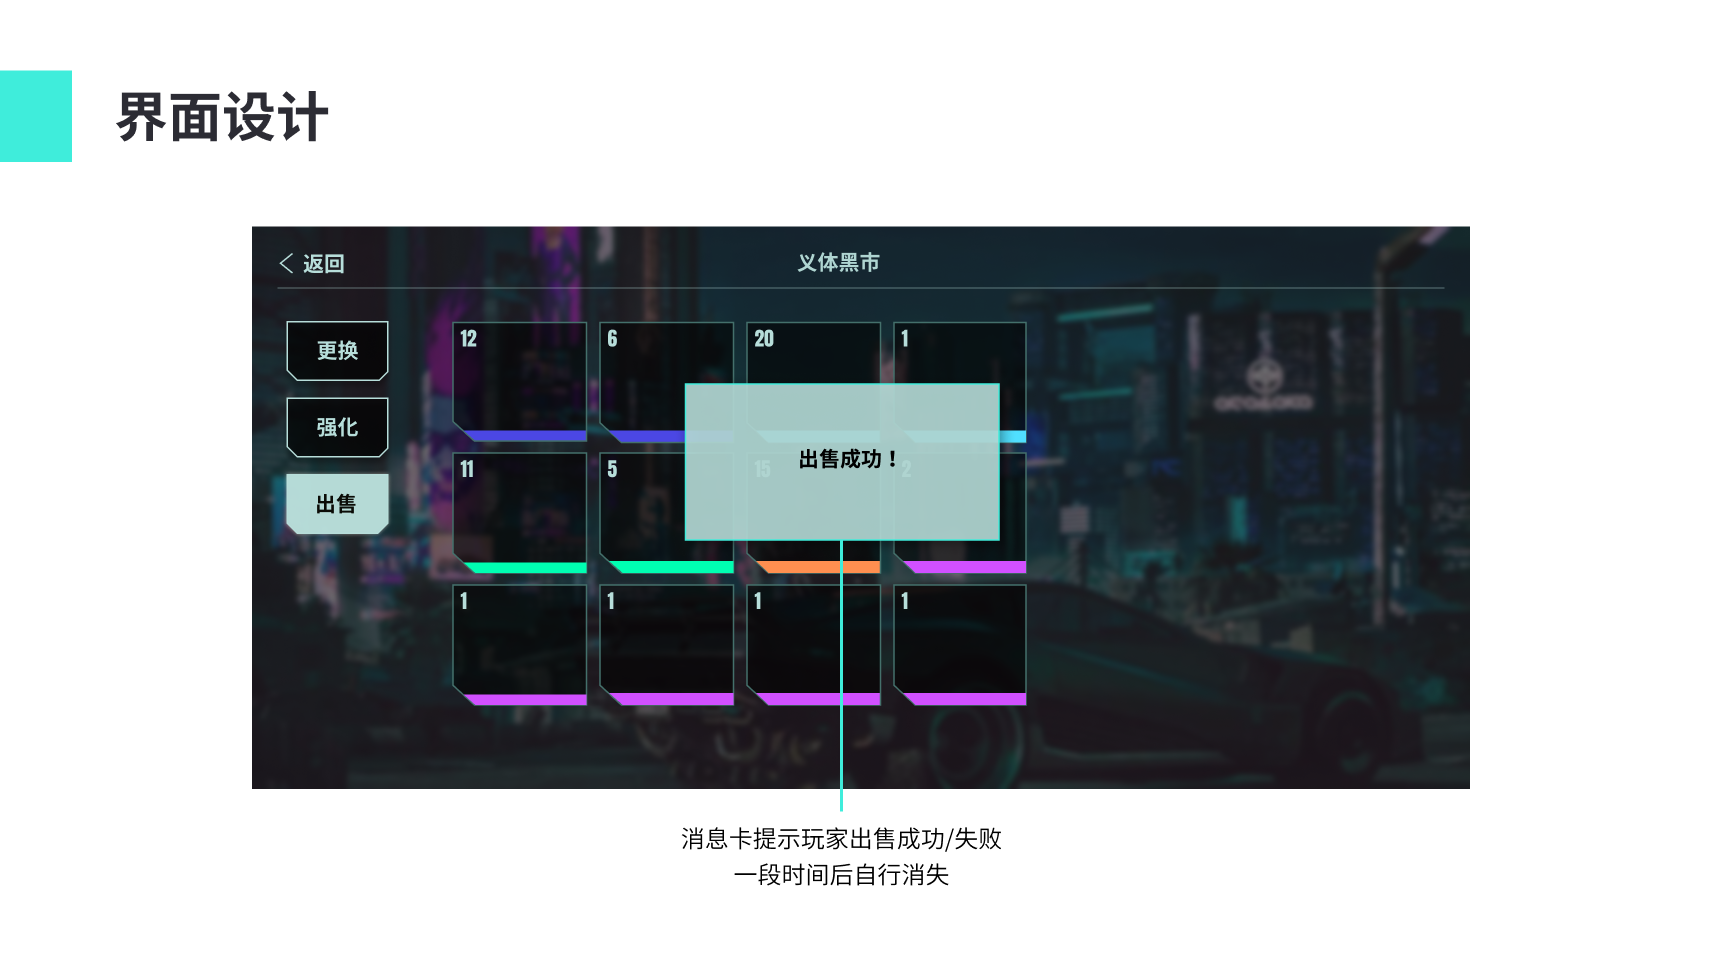 界面设计
返回
义体黑市
更换
强化
出售
12
6
20
1
11
5
15
2
1
1
1
1
出售成功！
消息卡提示玩家出售成功/失败
一段时间后自行消失